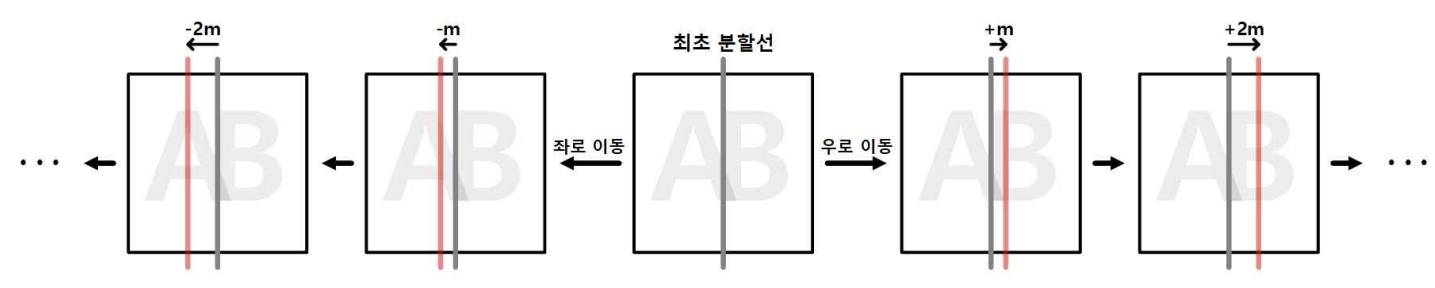 -2m
-m
최초 분할선
+m
+2m
AB
AB
좌로 이동
AB
우로 이동
AB
AB
. . .
. . .